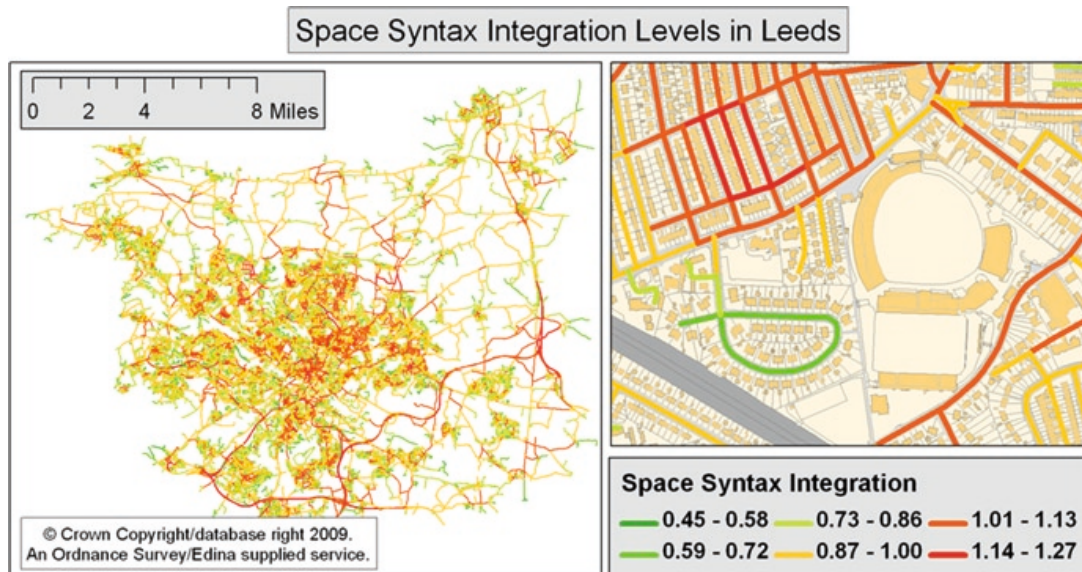 Space Syntax Integration Levels in Leeds
0 2 4 8 Miles
© Crown Copyright/database right 2009.
An Ordnance Survey/Edina supplied service.
Space Syntax Integration
0.45 - 0.58 0.73 - 0.86 1.01 - 1.13
0.59 - 0.72 0.87 - 1.00 1.14 - 1.27